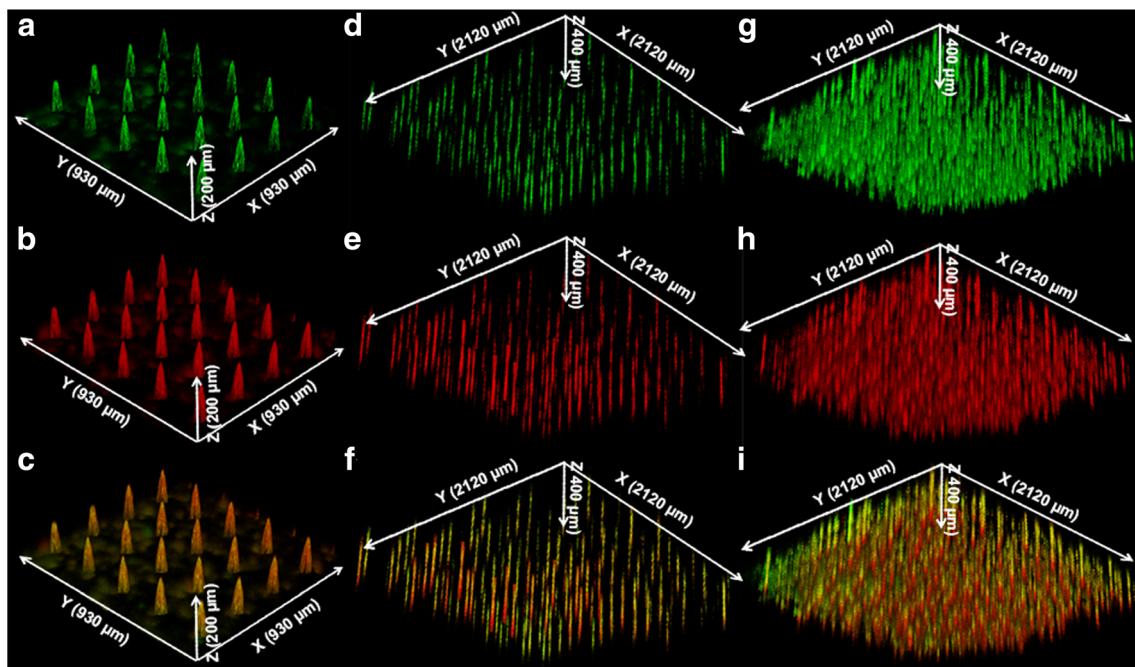 a
Y (930 µm)
Z (200 µm)
X (930 µm)
b
Y (930 µm)
Z (200 µm)
X (930 µm)
c
Y (930 µm)
Z (200 µm)
X (930 µm)
d
Y (2120 µm)
Z 400 µm)
X (2120 µm)
e
Y (2120 µm)
Z 400 µm)
X (2120 µm)
f
Y (2120 µm)
Z 400 µm)
X (2120 µm)
g
Y (2120 µm)
Z 400 µm)
X (2120 µm)
h
Y (2120 µm)
Z 400 µm)
X (2120 µm)
i
Y (2120 µm)
Z 400 µm)
X (2120 µm)